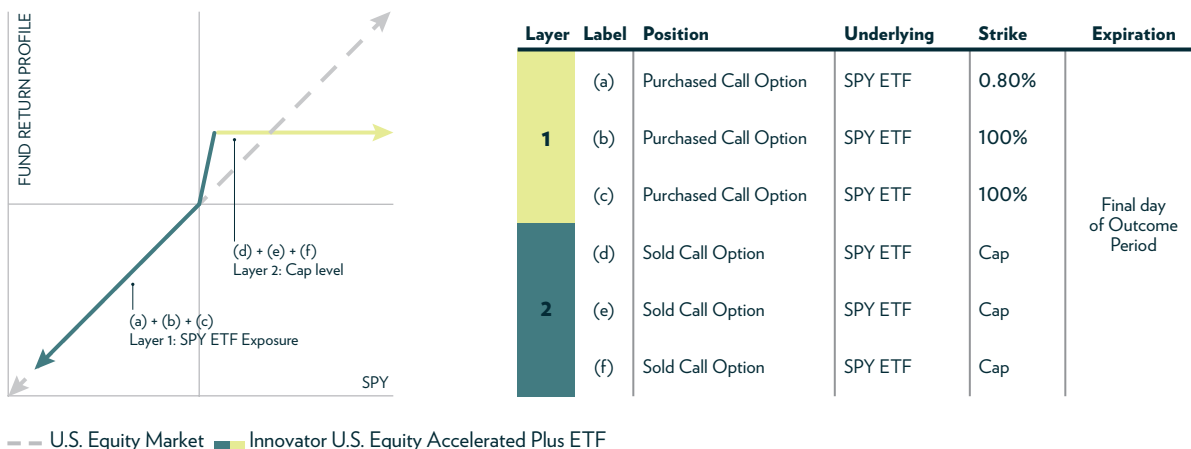 FUND RETURN PROFILE
(d) + (e) + (f)
Layer 2: Cap level
(a) + (b) + (c)
Layer 1: SPY ETF Exposure
SPY
Layer Label Position Underlying Strike Expiration
1
(a) Purchased Call Option SPY ETF 0.80%
(b) Purchased Call Option SPY ETF 100%
(c) Purchased Call Option SPY ETF 100%
2
(d) Sold Call Option SPY ETF Cap
(e) Sold Call Option SPY ETF Cap
(f) Sold Call Option SPY ETF Cap
Final day
of Outcome
Period
U.S. Equity Market Innovator U.S. Equity Accelerated Plus ETF